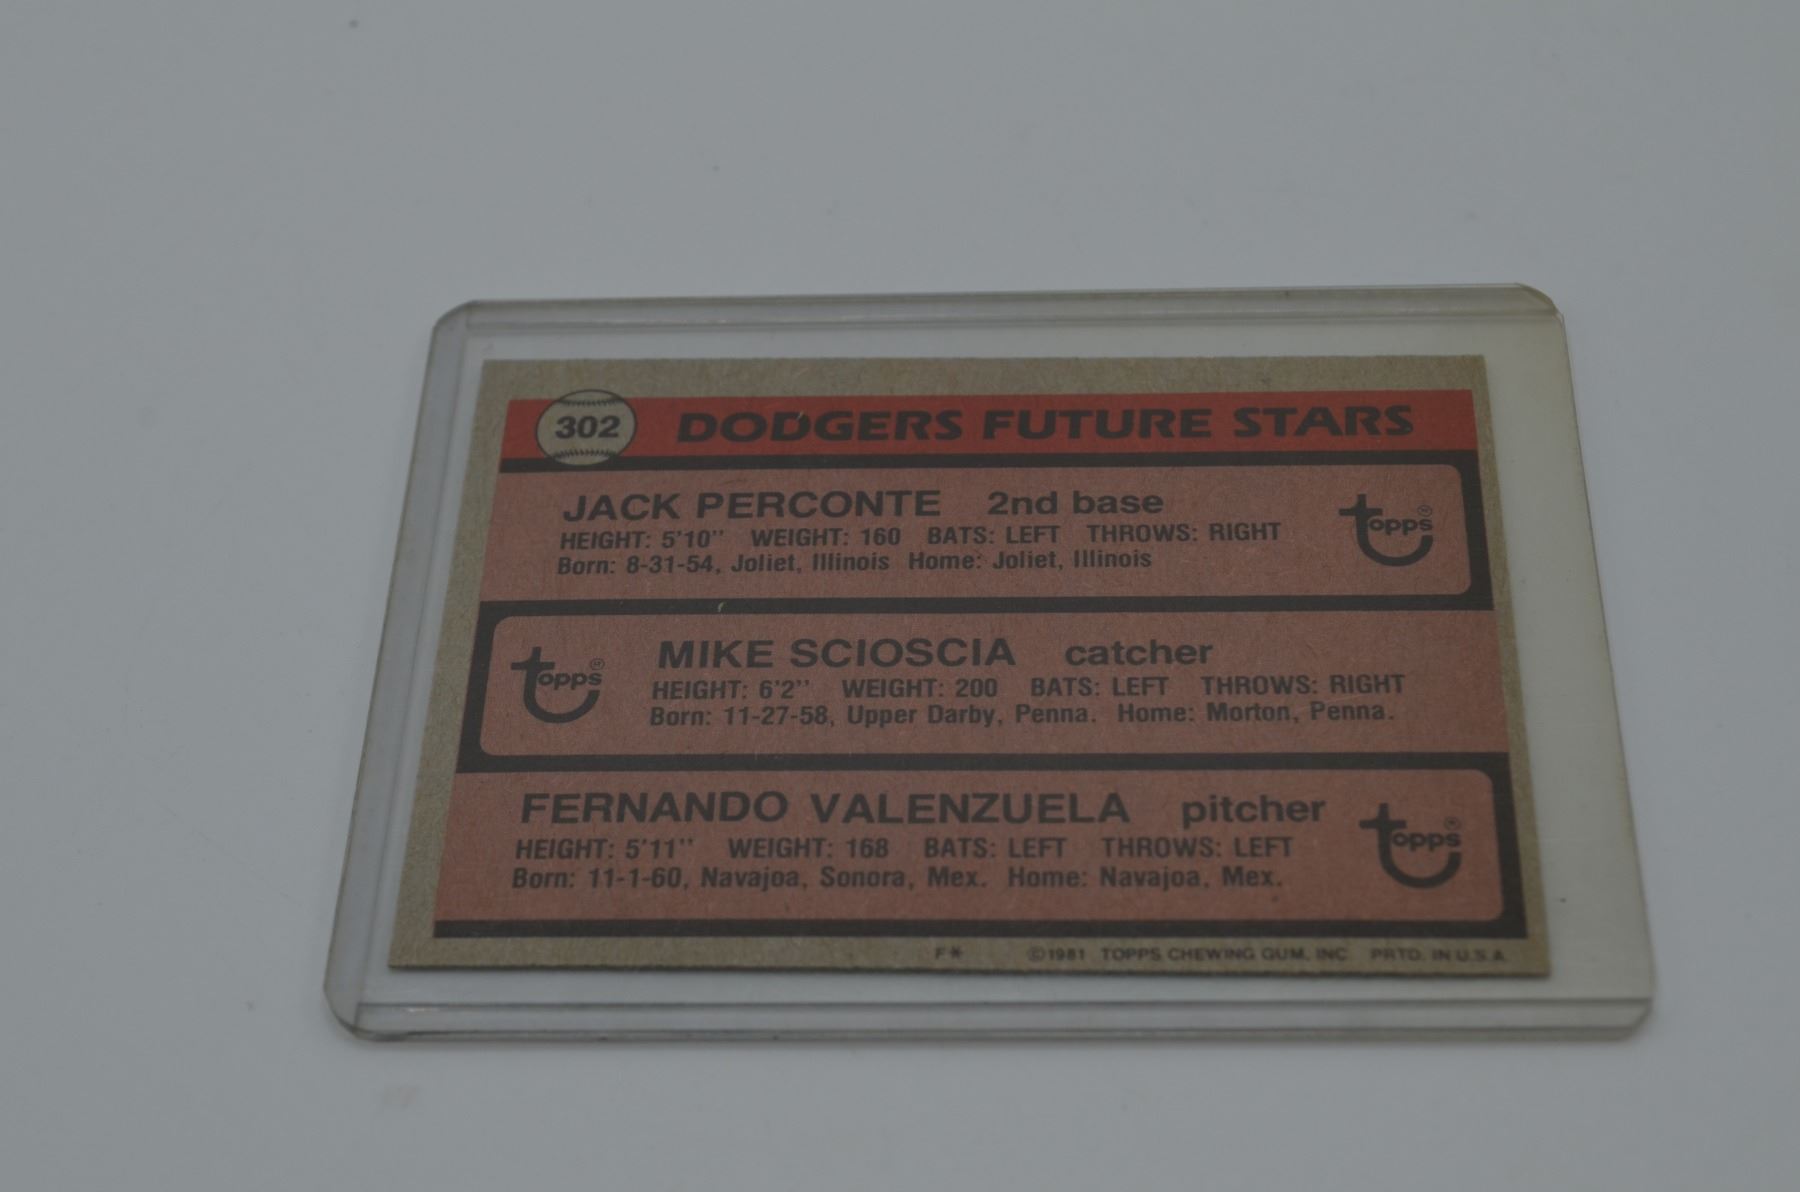 302 DODGERS FUTURE STARS
JACK PERCONTE 2nd base
HEIGHT: 5'10" WEIGHT: 160 BATS: LEFT THROWS: RIGHT
Born: 8-31-54, Joliet, Illinois Home: Joliet, Illinois
topps®
MIKE SCIOSCIA catcher
HEIGHT: 6'2" WEIGHT: 200 BATS: LEFT THROWS: RIGHT
Born: 11-27-58, Upper Darby, Penna. Home: Morton, Penna.
topps®
FERNANDO VALENZUELA pitcher
HEIGHT: 5'11" WEIGHT: 168 BATS: LEFT THROWS: LEFT
Born: 11-1-60, Navajoa, Sonora, Mex. Home: Navajoa, Mex.
topps®
F* ©1981 TOPPS CHEWING GUM, INC. PRTD. IN U.S.A.